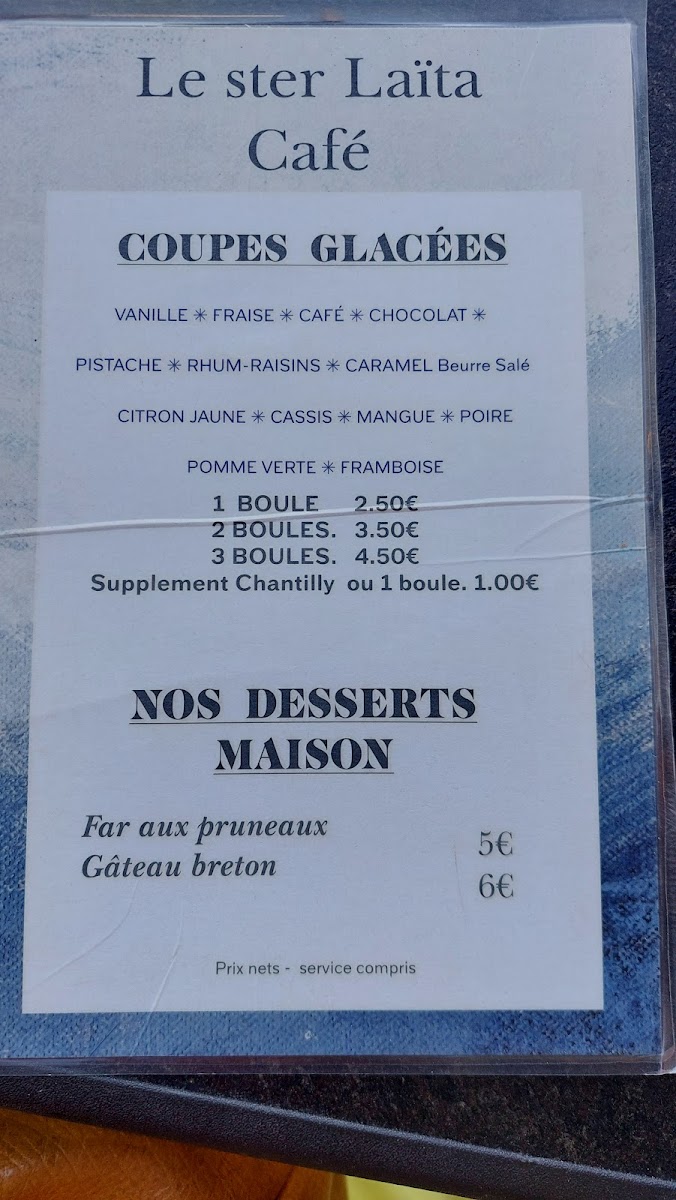 Le ster Laïta
Café
COUPES GLACÉES
VANILLE ✳ FRAISE ✳ CAFÉ ✳ CHOCOLAT ✳
PISTACHE ✳ RHUM-RAISINS ✳ CARAMEL Beurre Salé
CITRON JAUNE ✳ CASSIS ✳ MANGUE ✳ POIRE
POMME VERTE ✳ FRAMBOISE
1 BOULE 2.50€
2 BOULES. 3.50€
3 BOULES. 4.50€
Supplement Chantilly ou 1 boule. 1.00€
NOS DESSERTS
MAISON
Far aux pruneaux 5€
Gâteau breton 6€
Prix nets - service compris